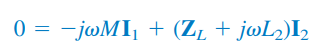 0 = −jωMI₁ + (Z_L + jωL₂)I₂